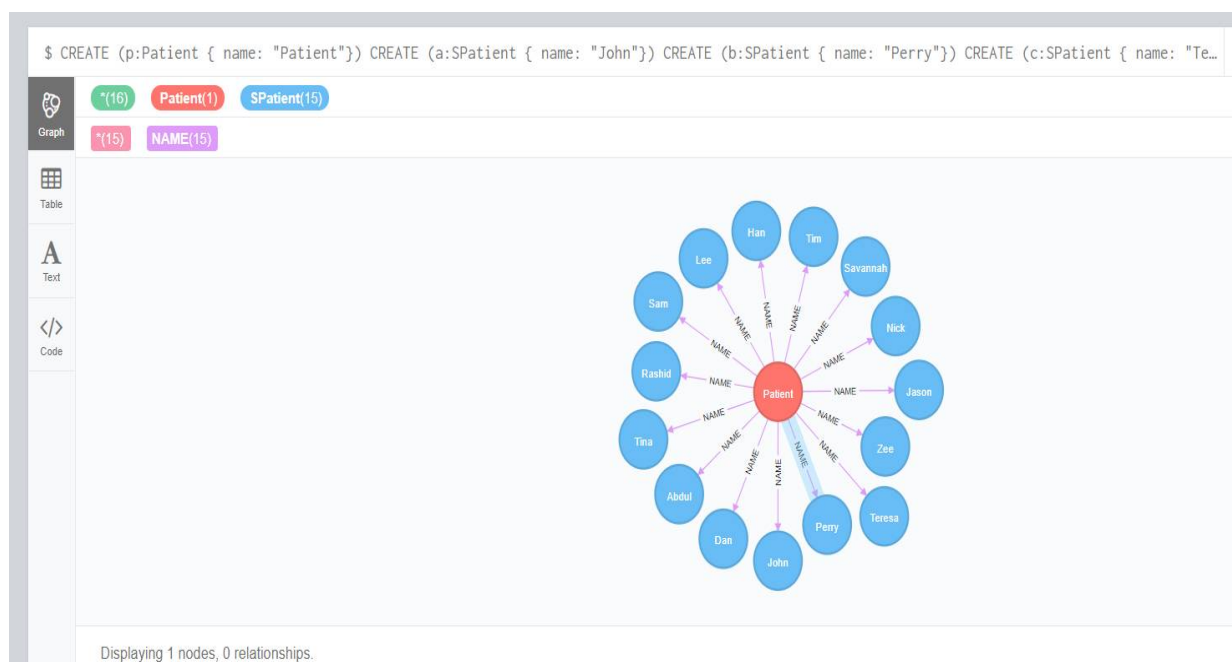 $ CREATE (p:Patient { name: "Patient"}) CREATE (a:SPatient { name: "John"}) CREATE (b:SPatient { name: "Perry"}) CREATE (c:SPatient { name: "Te…
*(16) Patient(1) SPatient(15)
Graph
*(15) NAME(15)
Table
A
Text
</>
Code
Han
Tim
Lee
Savannah
Sam
NAME
NAME
Nick
NAME
NAME
NAME
NAME
Rashid
NAME
Patient
NAME
Jason
NAME
NAME
Tina
NAME
NAME
NAME
Zee
NAME
NAME
NAME
Abdul
Teresa
Perry
Dan
John
Displaying 1 nodes, 0 relationships.